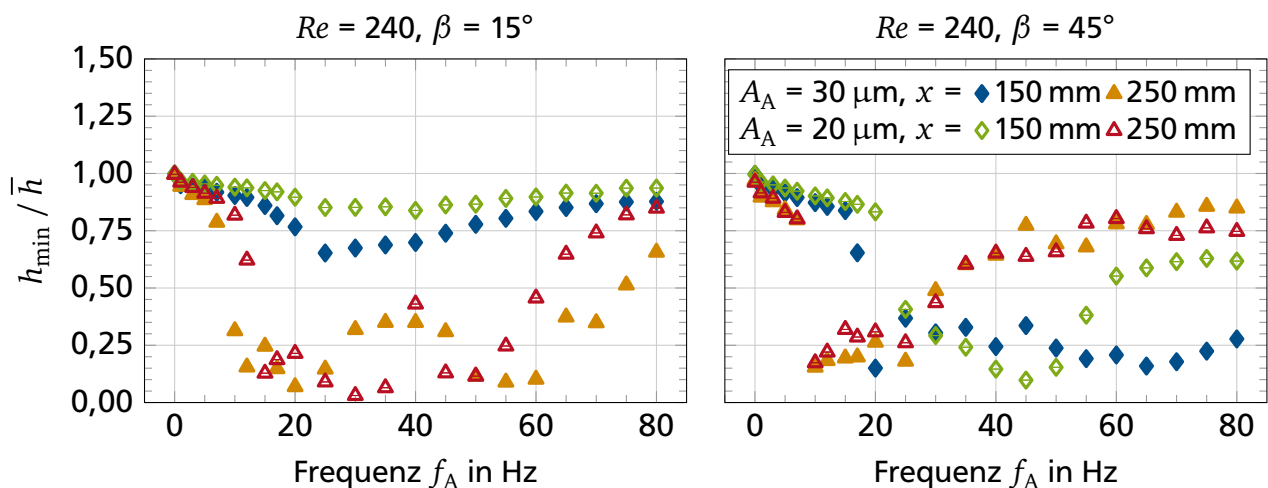 Re = 240, β = 15°
Re = 240, β = 45°
h_min / h̅
1,50
1,25
1,00
0,75
0,50
0,25
0,00
A_A = 30 μm, x = 150 mm 250 mm
A_A = 20 μm, x = 150 mm 250 mm
0 20 40 60 80
0 20 40 60 80
Frequenz f_A in Hz
Frequenz f_A in Hz